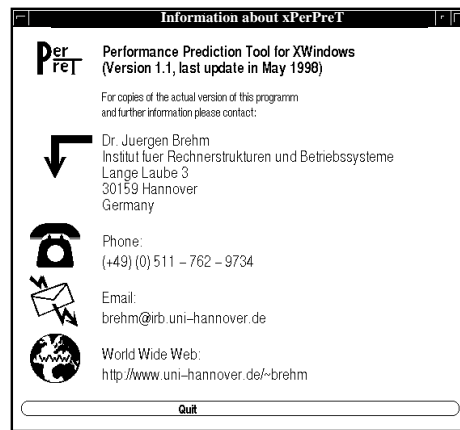 Information about xPerPreT
Per
PreT
Performance Prediction Tool for XWindows
(Version 1.1, last update in May 1998)
For copies of the actual version of this programm
and further information please contact:
Dr. Juergen Brehm
Institut fuer Rechnerstrukturen und Betriebssysteme
Lange Laube 3
30159 Hannover
Germany
Phone:
(+49) (0) 511 – 762 – 9734
Email:
brehm@irb.uni–hannover.de
www
World Wide Web:
http://www.uni–hannover.de/~brehm
Quit